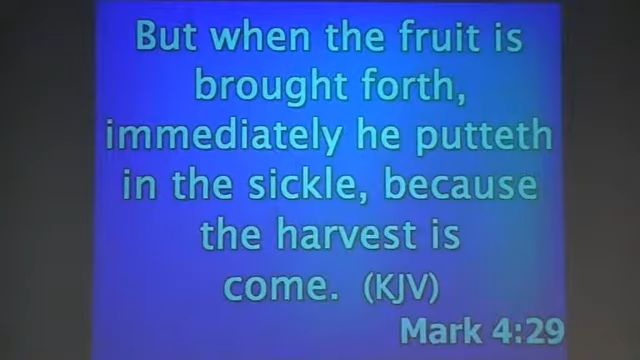 But when the fruit is
brought forth,
immediately he putteth
in the sickle, because
the harvest is
come. (KJV)
Mark 4:29